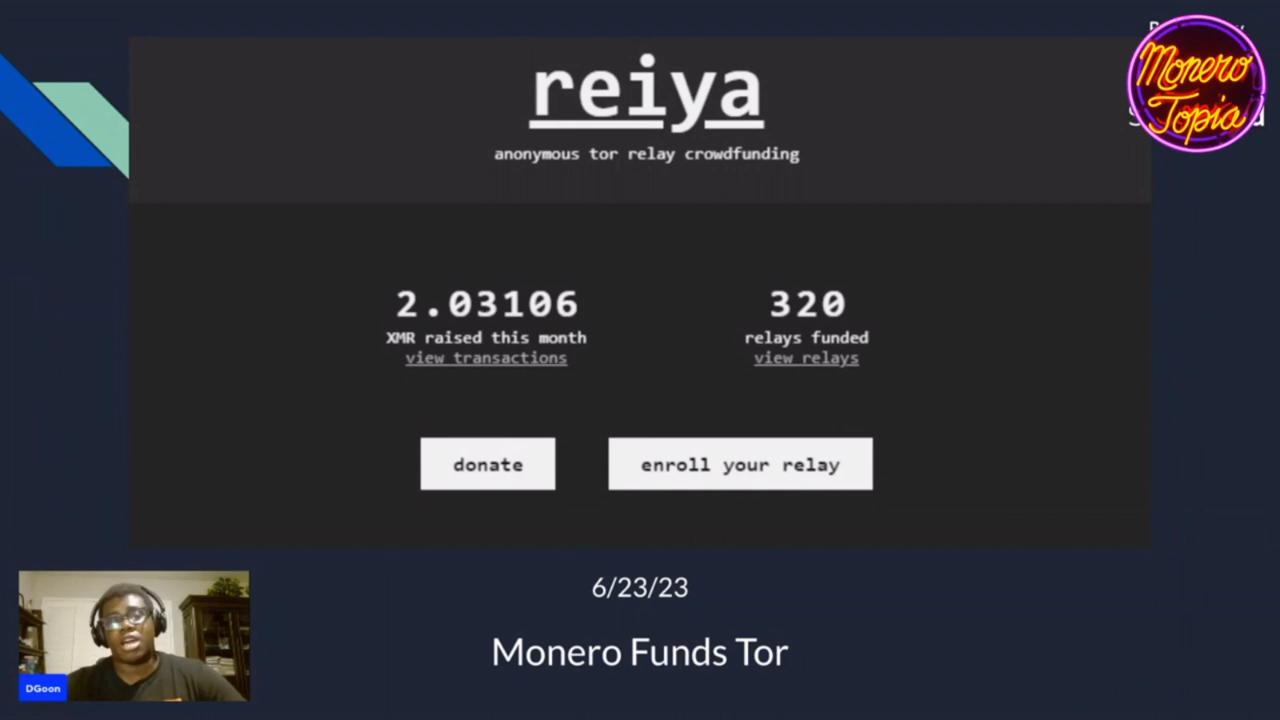 reiya
anonymous tor relay crowdfunding
Monero
Topia
2.03106
320
XMR raised this month
relays funded
view transactions
view relays
donate
enroll your relay
6/23/23
Monero Funds Tor
DGoon